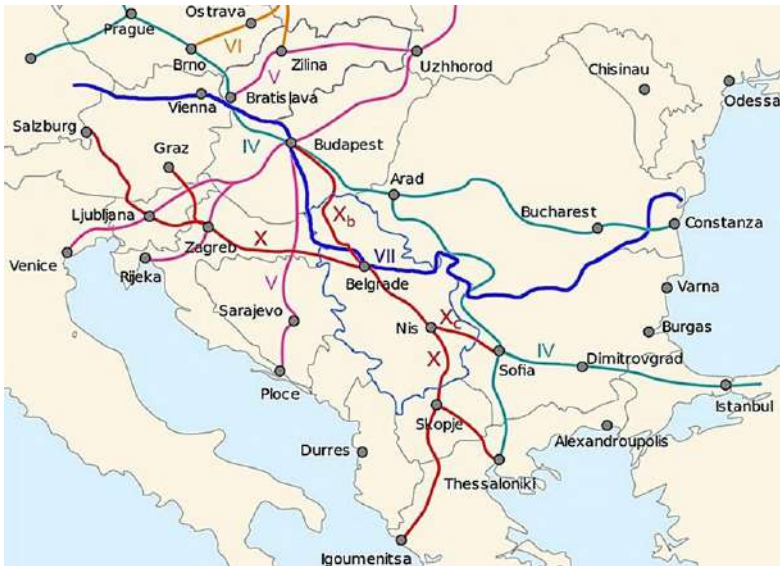 Ostrava
Prague
VI
Brno
Zilina
Uzhhorod
V
Chisinau
Bratislava
Odessa
Vienna
Salzburg
IV
Budapest
Graz
Arad
Ljubljana
Xb
Bucharest
Constanza
Zagreb
X
VII
Venice
Rijeka
V
Belgrade
Varna
Sarajevo
Nis
Xc
Burgas
IV
X
Sofia
Dimitrovgrad
Ploce
Istanbul
Skopje
Durres
Alexandroupolis
Thessaloniki
Igoumenitsa